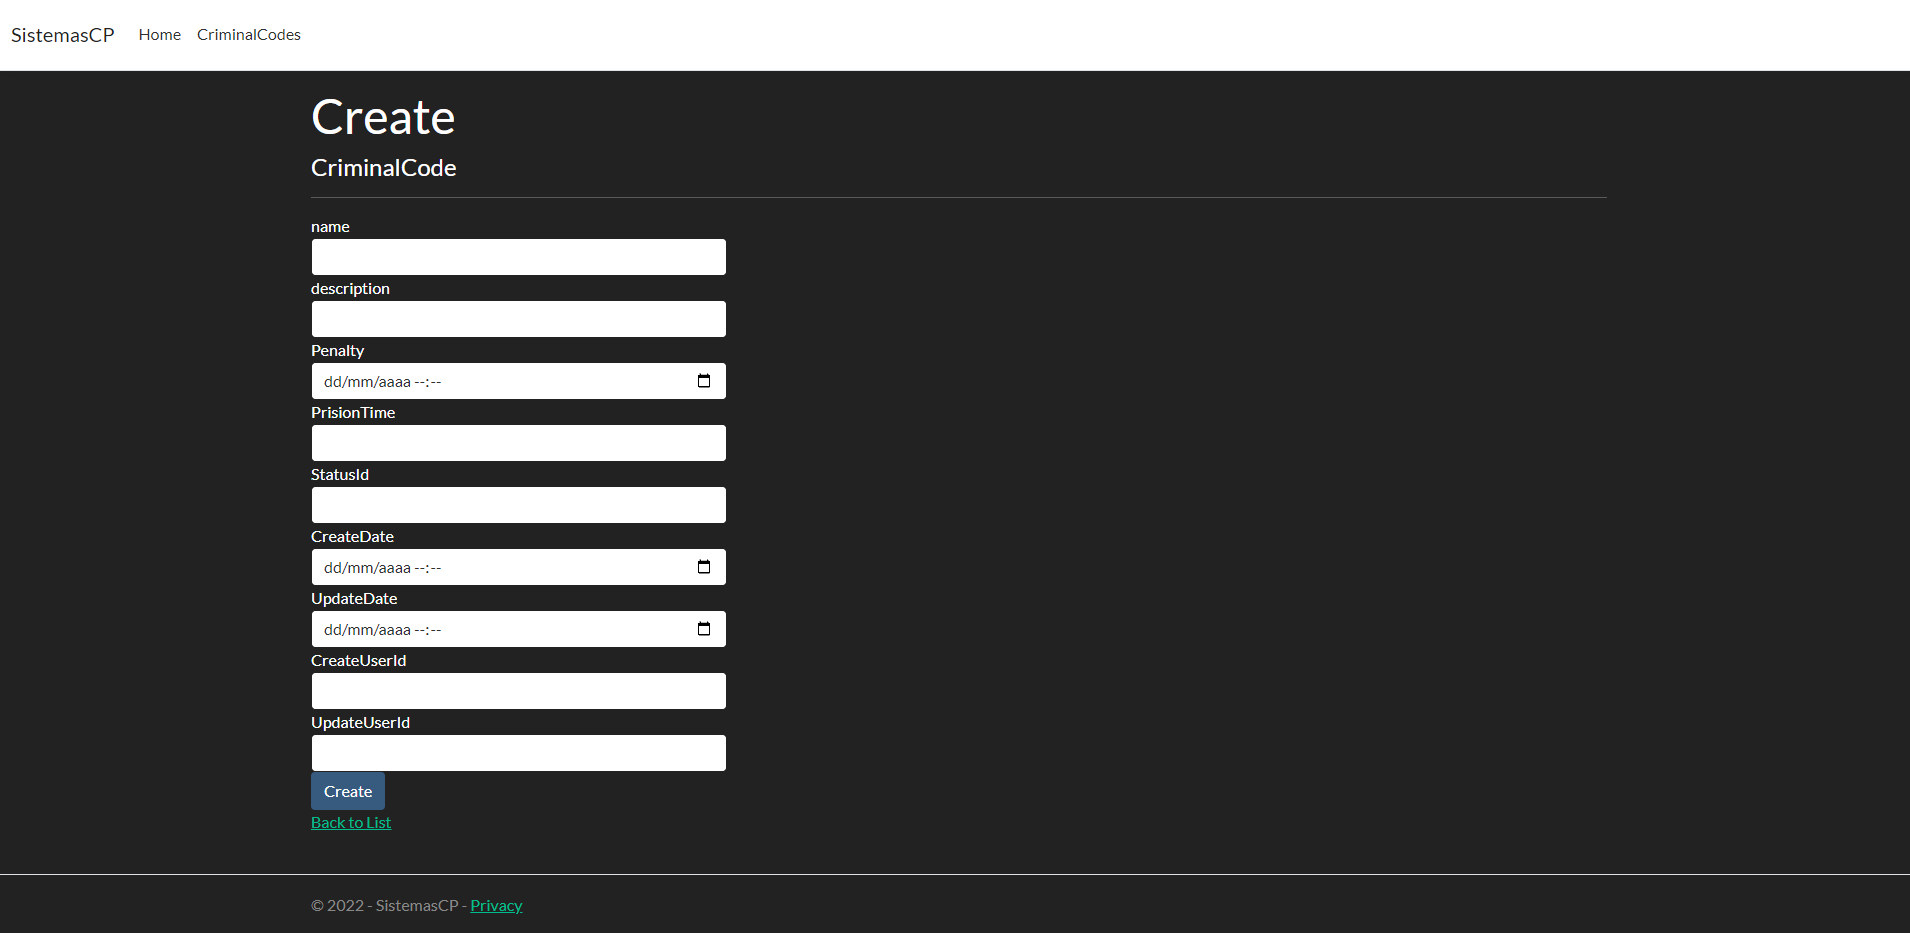 SistemasCP Home CriminalCodes
Create
CriminalCode
name
description
Penalty
dd/mm/aaaa --:--
PrisionTime
StatusId
CreateDate
dd/mm/aaaa --:--
UpdateDate
dd/mm/aaaa --:--
CreateUserId
UpdateUserId
Create
Back to List
© 2022 - SistemasCP - Privacy